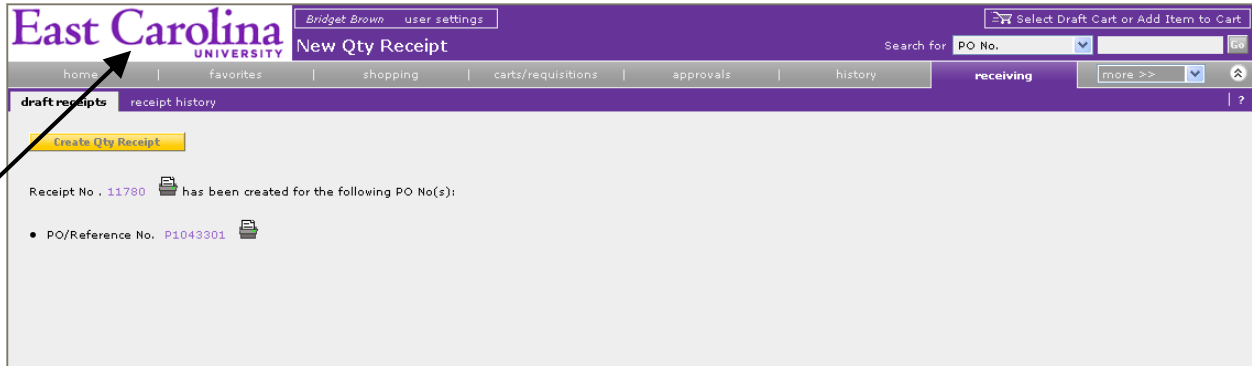 East Carolina
UNIVERSITY
Bridget Brown user settings
Select Draft Cart or Add Item to Cart
New Qty Receipt
Search for PO No. Go
home | favorites | shopping | carts/requisitions | approvals | history receiving more >>
draft receipts receipt history | ?
Create Qty Receipt
Receipt No . 11780 has been created for the following PO No(s):
• PO/Reference No. P1043301